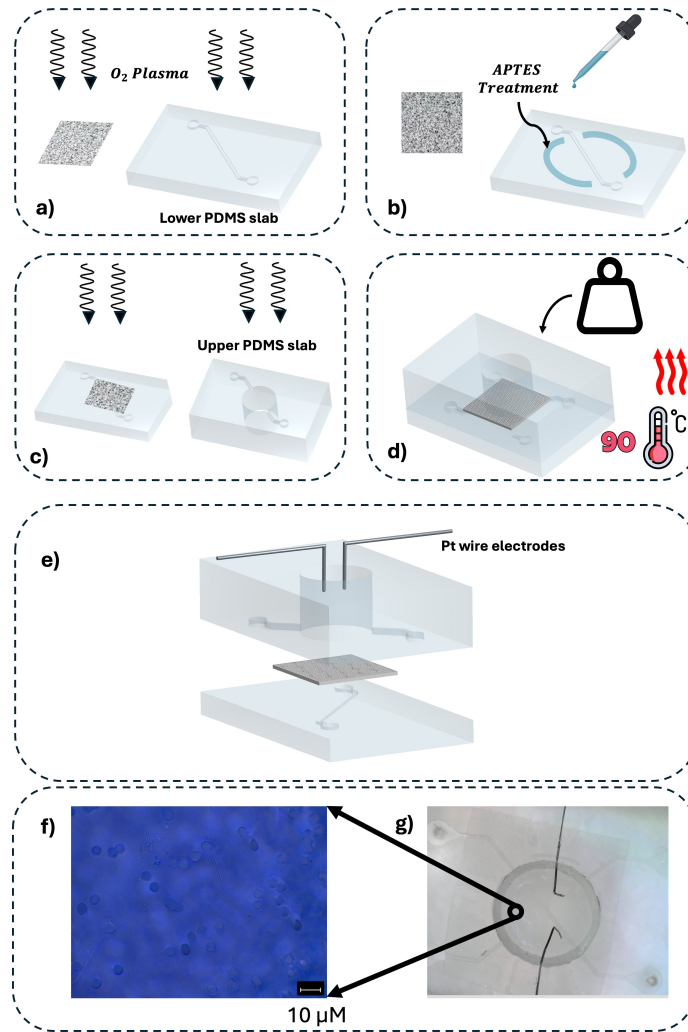 O₂ Plasma
a)
Lower PDMS slab
APTES
Treatment
b)
Upper PDMS slab
c)
d)
90
°C
e)
Pt wire electrodes
f)
g)
10 µM